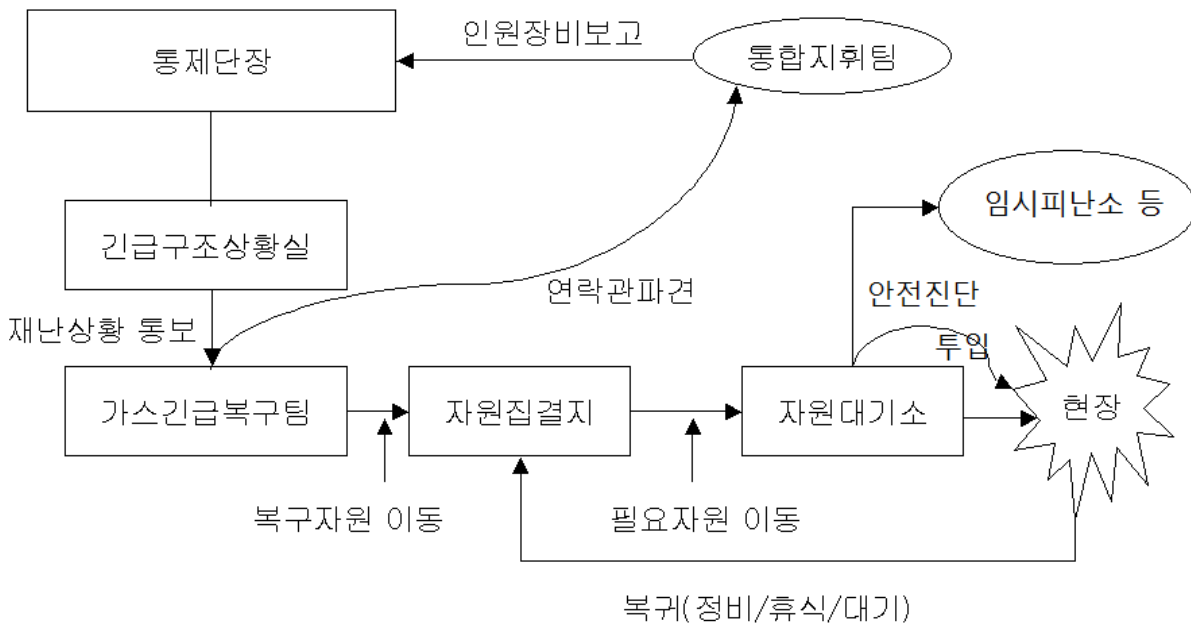 통제단장
인원장비보고
통합지휘팀
임시피난소 등
긴급구조상황실
연락관파견
안전진단
재난상황 통보
투입
가스긴급복구팀
자원집결지
자원대기소
현장
복구자원 이동
필요자원 이동
복귀(정비/휴식/대기)